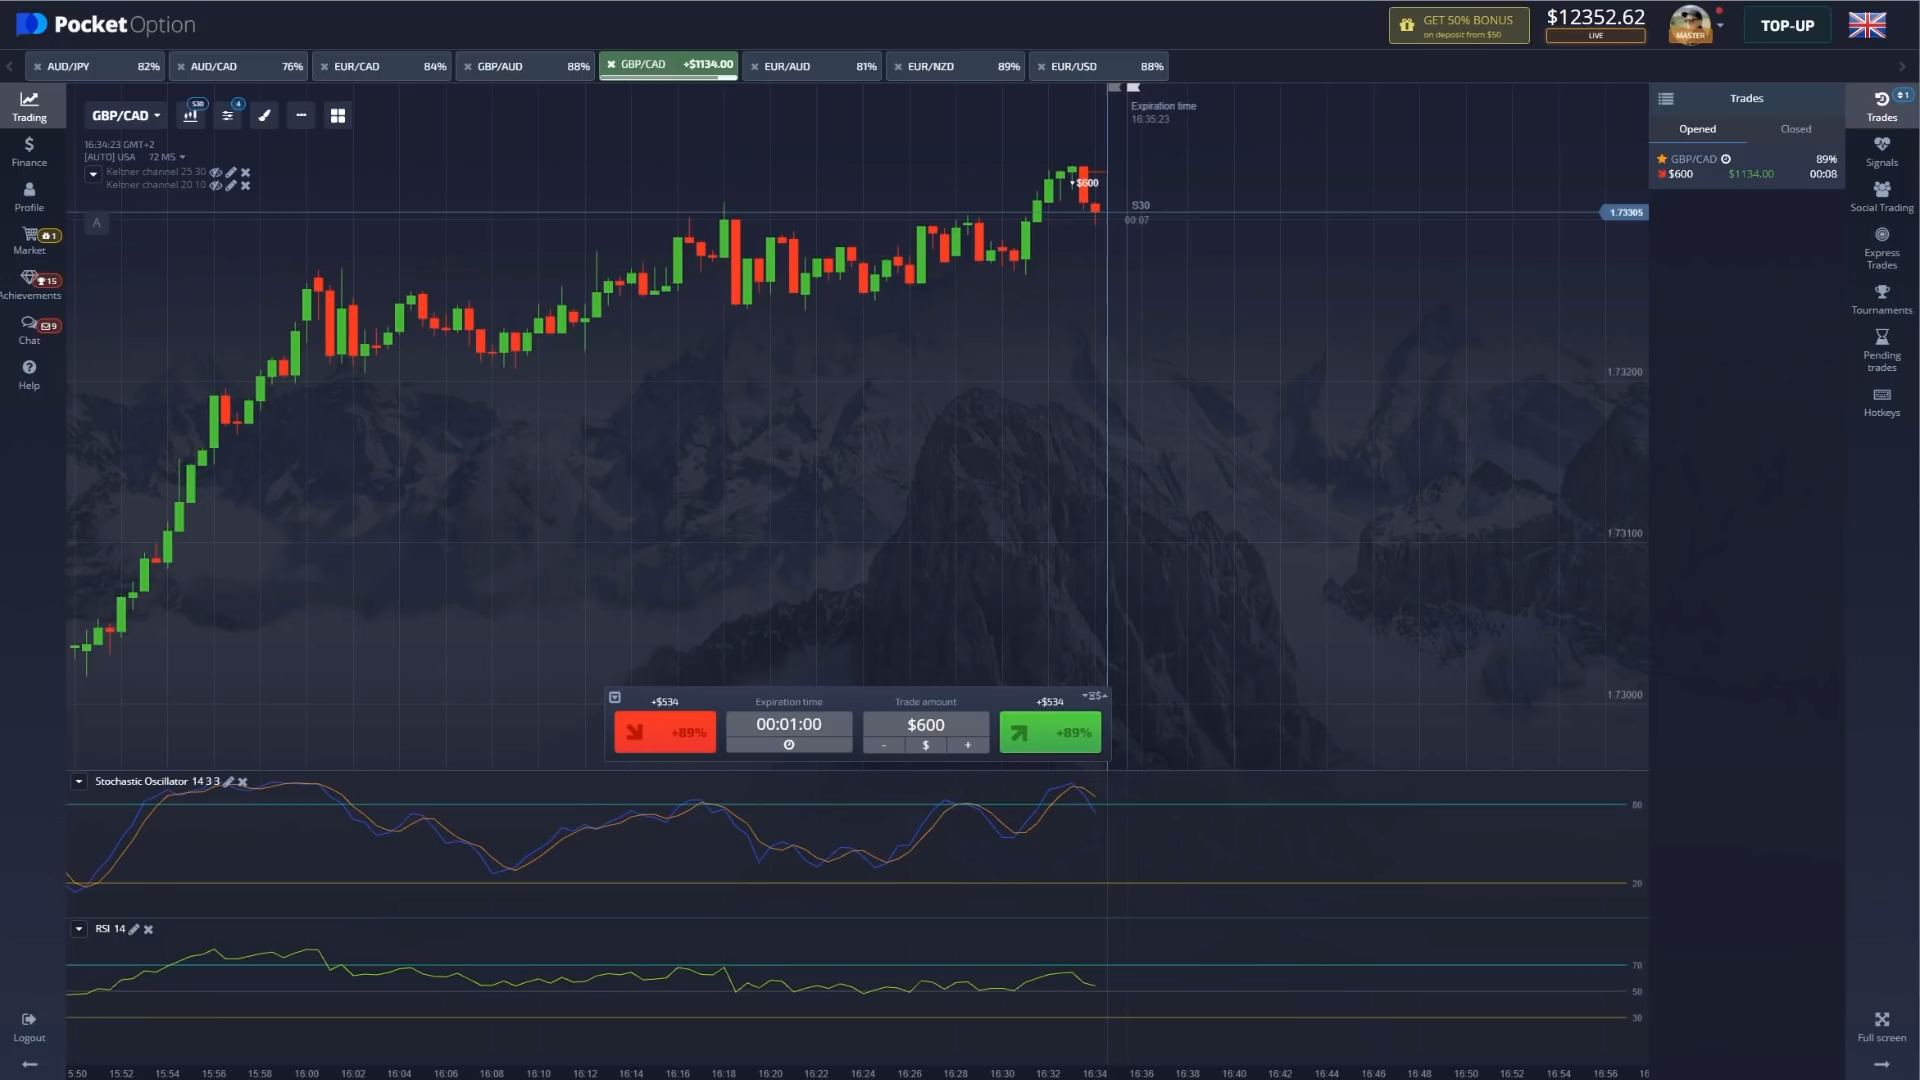 PocketOption
GET 50% BONUS
on deposit from $50
$12352.62
LIVE
MASTER
TOP-UP
AUD/JPY 82%
AUD/CAD 76%
EUR/CAD 84%
GBP/AUD 88%
GBP/CAD +$1134.00
EUR/AUD 81%
EUR/NZD 89%
EUR/USD 88%
Trading
Finance
Profile
Market
1
Achievements
15
Chat
9
Help
Logout
GBP/CAD
S30
4
16:34:23 GMT+2
[AUTO] USA 72 MS
Keltner channel 25 30
Keltner channel 20 10
A
Expiration time
16:35:23
$600
S30
00:07
1.73305
1.73200
1.73100
1.73000
+$534
+89%
Expiration time
00:01:00
Trade amount
$600
- $ +
+$534
+89%
Stochastic Oscillator 14 3 3
80
20
RSI 14
70
50
30
5:50 15:52 15:54 15:56 15:58 16:00 16:02 16:04 16:06 16:08 16:10 16:12 16:14 16:16 16:18 16:20 16:22 16:24 16:26 16:28 16:30 16:32 16:34 16:36 16:38 16:40 16:42 16:44 16:46 16:48 16:50 16:52 16:54 16:56 16
Trades
Opened Closed
GBP/CAD 89%
$600 $1134.00 00:08
1
Trades
Signals
Social Trading
Express
Trades
Tournaments
Pending
trades
Hotkeys
Full screen